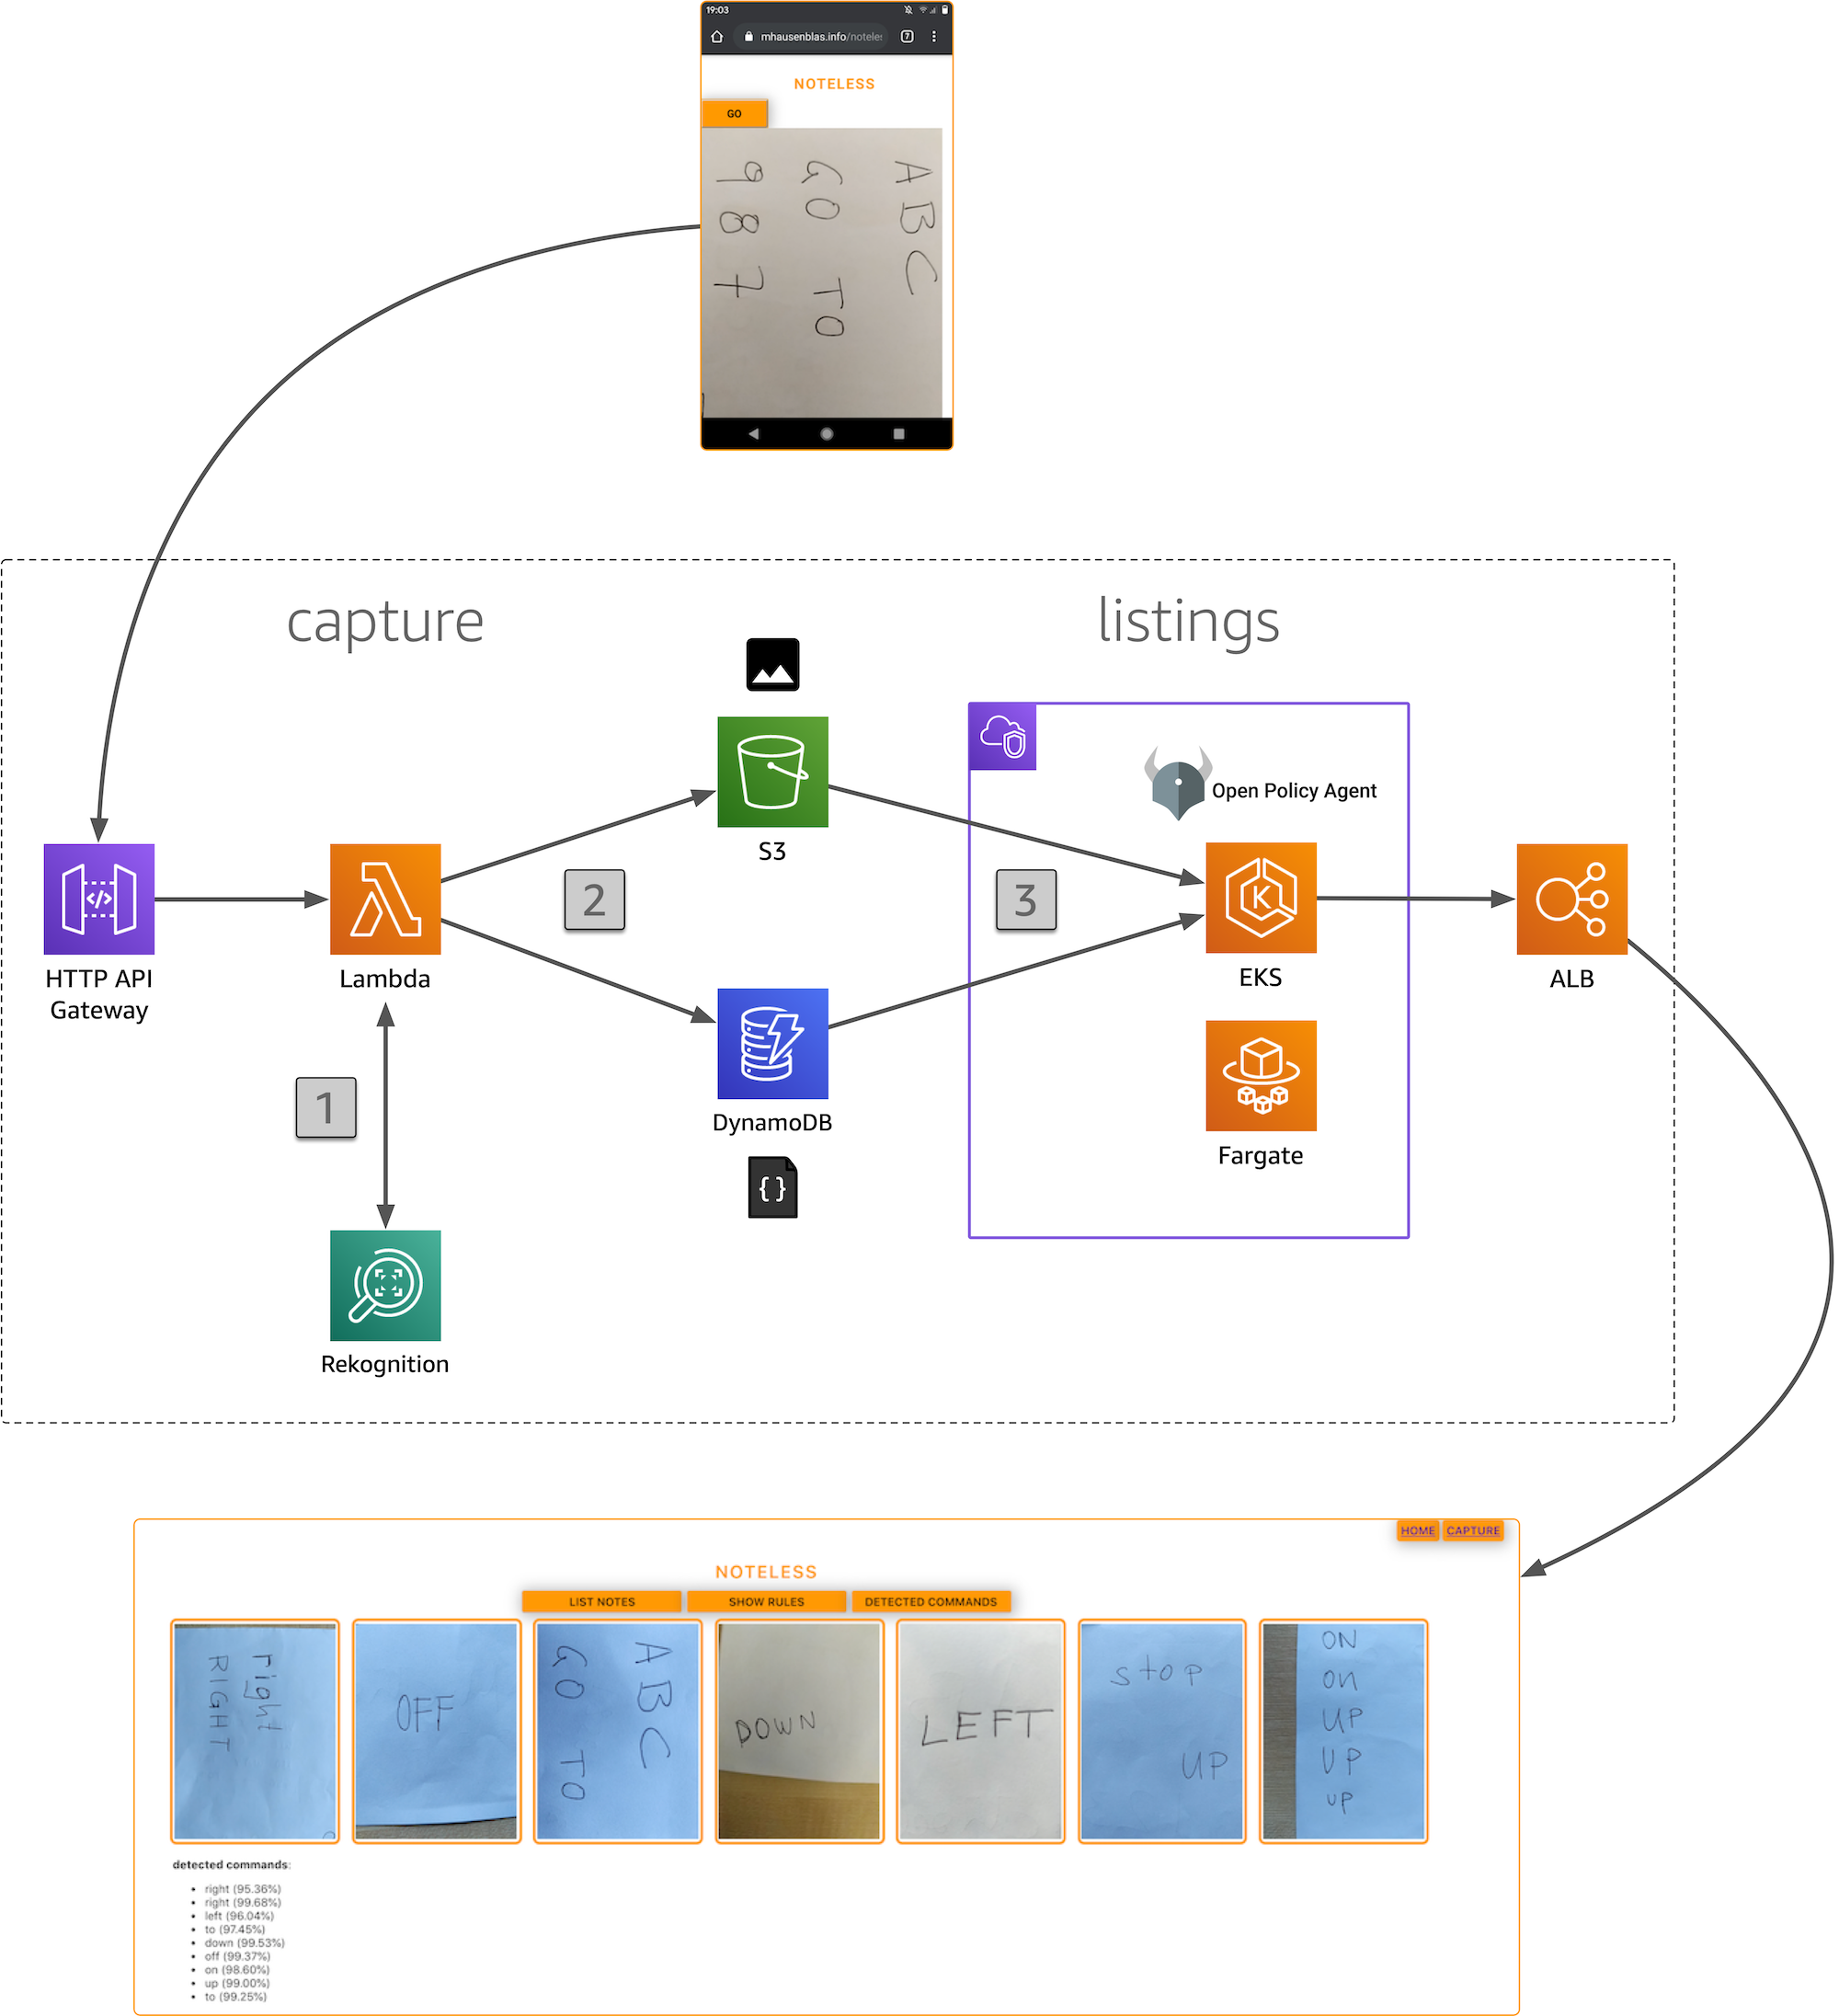 19:03
mhausenblas.info/noteles
7
NOTELESS
GO
A B C
GO TO
9 8 7
capture
listings
Open Policy Agent
S3
2
3
K
</>
HTTP API
Gateway
Lambda
EKS
ALB
1
DynamoDB
{ }
Fargate
Rekognition
HOME CAPTURE
NOTELESS
LIST NOTES SHOW RULES DETECTED COMMANDS
right
RIGHT
OFF
A B C
GO TO
DOWN
LEFT
stop
UP
ON
on
UP
UP
up
detected commands:
• right (95.36%)
• right (99.68%)
• left (96.04%)
• to (97.45%)
• down (99.53%)
• off (99.37%)
• on (98.60%)
• up (99.00%)
• to (99.25%)